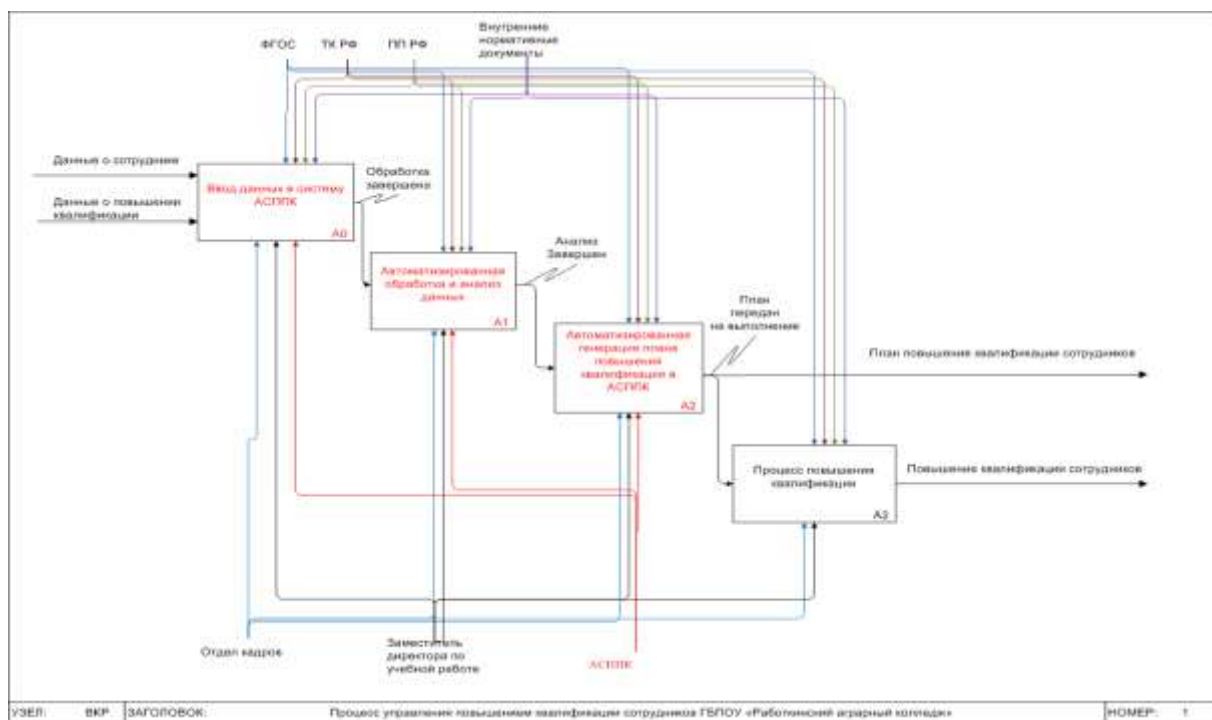 ФГОС
ТК РФ
ПП РФ
Внутренние
нормативные
документы
Данные о сотруднике
Данные о повышении
квалификации
Ввод данных в систему
АСППК
А0
Обработка
завершена
Автоматизированная
обработка и анализ
данных
А1
Анализ
Завершен
Автоматизированная
генерация плана
повышения
квалификации в
АСППК
А2
План
передан
на выполнение
План повышения квалификации сотрудников
Процесс повышения
квалификации
А3
Повышение квалификации сотрудников
Отдел кадров
Заместитель
директора по
учебной работе
АСППК
УЗЕЛ: ВКР
ЗАГОЛОВОК: Процесс управления повышением квалификации сотрудников ГБПОУ «Работкинский аграрный колледж»
НОМЕР: 1